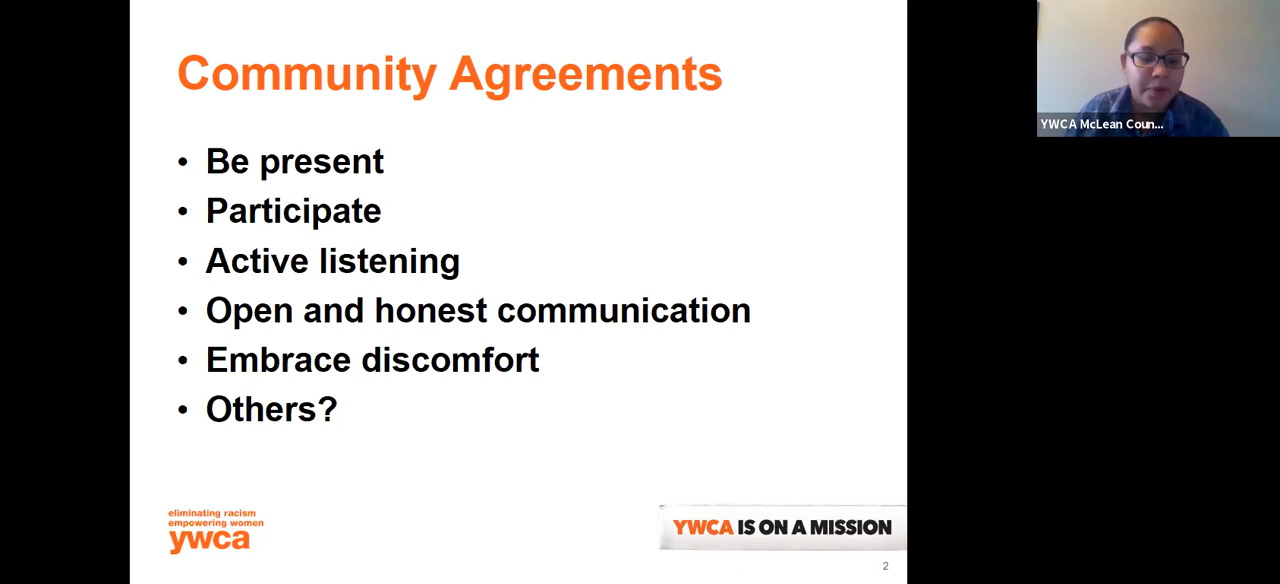 Community Agreements
• Be present
• Participate
• Active listening
• Open and honest communication
• Embrace discomfort
• Others?
eliminating racism
empowering women
ywca
YWCA IS ON A MISSION
2
YWCA McLean Coun...